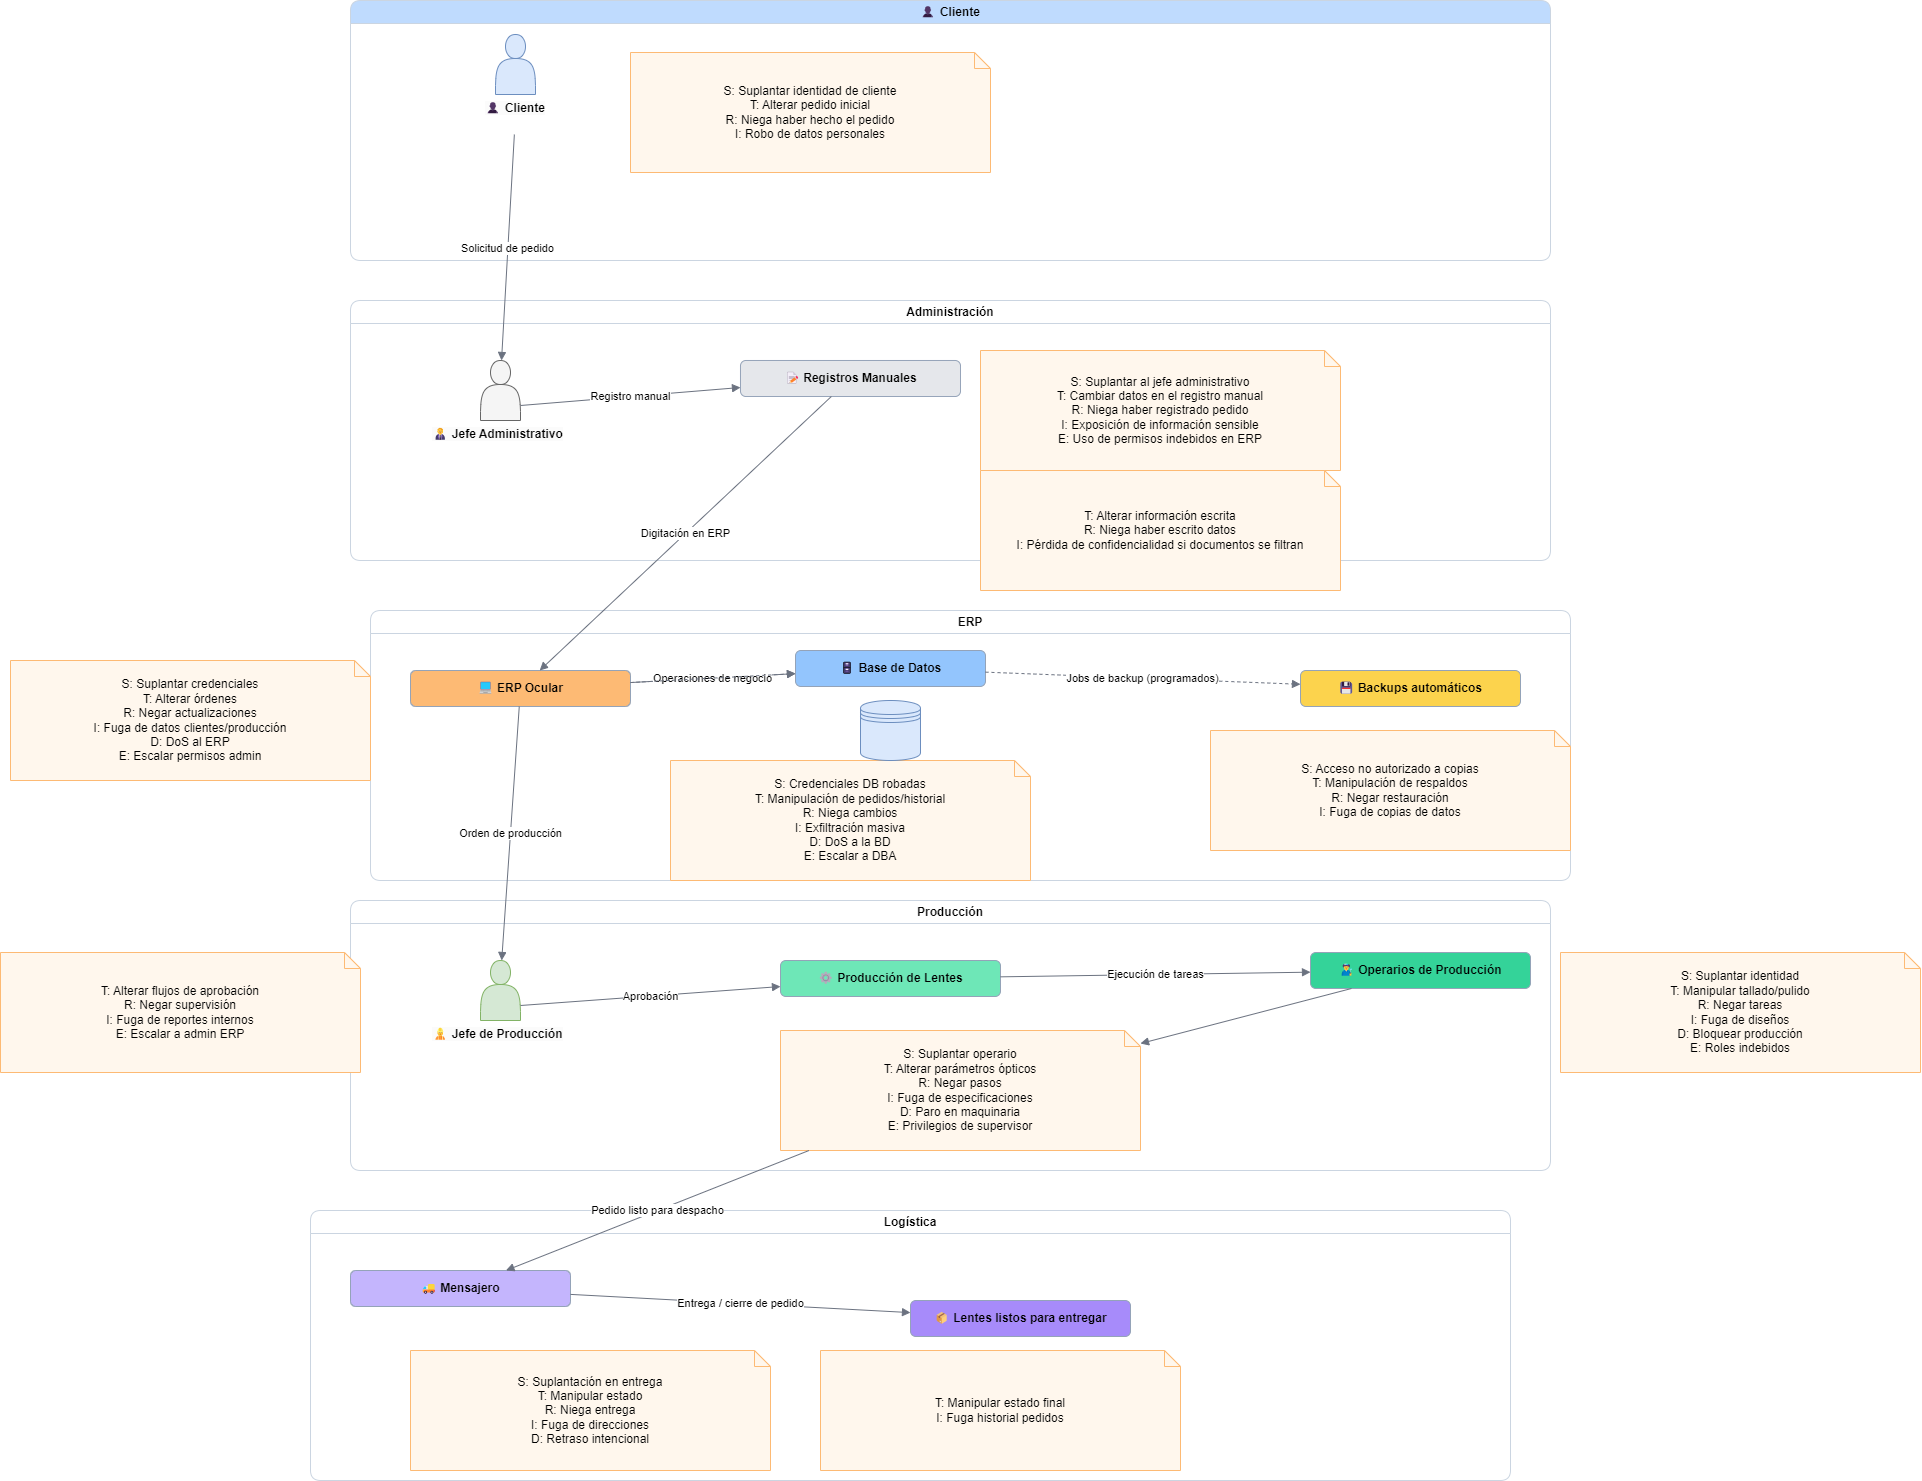 👤 Cliente
👤 Cliente
S: Suplantar identidad de cliente
T: Alterar pedido inicial
R: Niega haber hecho el pedido
I: Robo de datos personales
Solicitud de pedido
Administración
👨‍💼 Jefe Administrativo
Registro manual
📝 Registros Manuales
S: Suplantar al jefe administrativo
T: Cambiar datos en el registro manual
R: Niega haber registrado pedido
I: Exposición de información sensible
E: Uso de permisos indebidos en ERP
T: Alterar información escrita
R: Niega haber escrito datos
I: Pérdida de confidencialidad si documentos se filtran
Digitación en ERP
ERP
S: Suplantar credenciales
T: Alterar órdenes
R: Negar actualizaciones
I: Fuga de datos clientes/producción
D: DoS al ERP
E: Escalar permisos admin
🖥️ ERP Ocular
Operaciones de negocio
🗄️ Base de Datos
Jobs de backup (programados)
💾 Backups automáticos
S: Credenciales DB robadas
T: Manipulación de pedidos/historial
R: Niega cambios
I: Exfiltración masiva
D: DoS a la BD
E: Escalar a DBA
S: Acceso no autorizado a copias
T: Manipulación de respaldos
R: Negar restauración
I: Fuga de copias de datos
Orden de producción
Producción
T: Alterar flujos de aprobación
R: Negar supervisión
I: Fuga de reportes internos
E: Escalar a admin ERP
👷 Jefe de Producción
Aprobación
⚙️ Producción de Lentes
Ejecución de tareas
👨‍🔧 Operarios de Producción
S: Suplantar identidad
T: Manipular tallado/pulido
R: Negar tareas
I: Fuga de diseños
D: Bloquear producción
E: Roles indebidos
S: Suplantar operario
T: Alterar parámetros ópticos
R: Negar pasos
I: Fuga de especificaciones
D: Paro en maquinaria
E: Privilegios de supervisor
Pedido listo para despacho
Logística
🚚 Mensajero
Entrega / cierre de pedido
📦 Lentes listos para entregar
S: Suplantación en entrega
T: Manipular estado
R: Niega entrega
I: Fuga de direcciones
D: Retraso intencional
T: Manipular estado final
I: Fuga historial pedidos